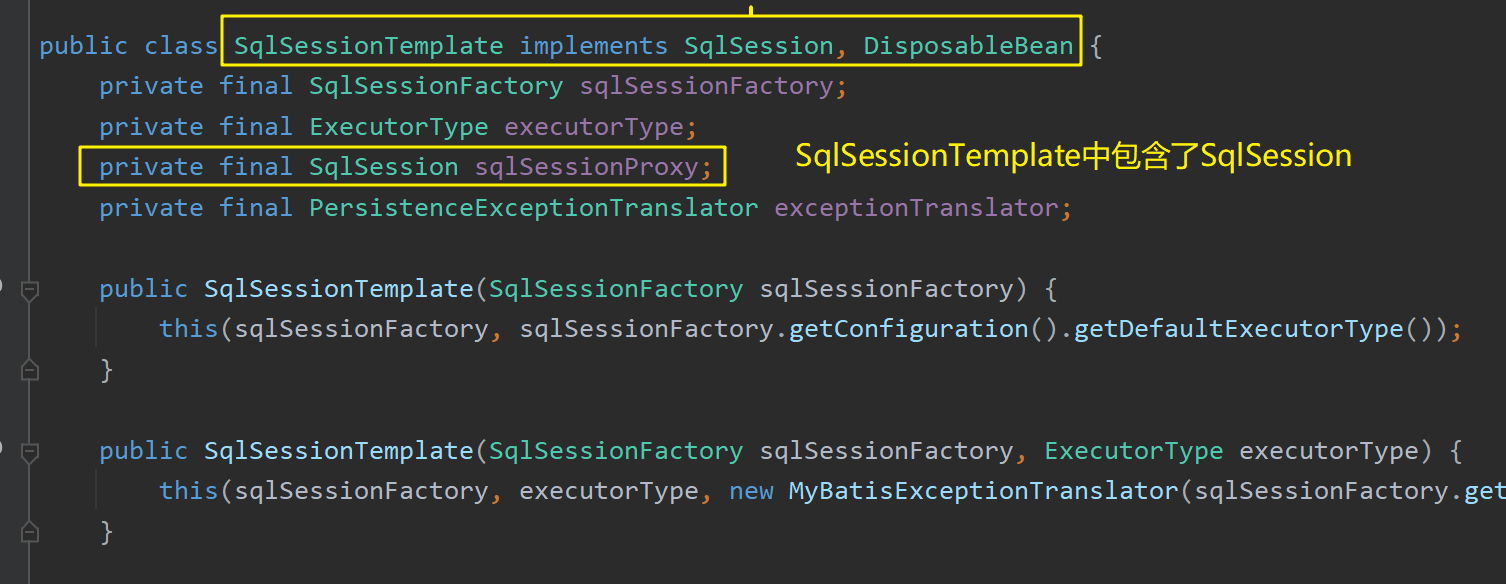 public class SqlSessionTemplate implements SqlSession, DisposableBean {
private final SqlSessionFactory sqlSessionFactory;
private final ExecutorType executorType;
private final SqlSession sqlSessionProxy;
SqlSessionTemplate中包含了SqlSession
private final PersistenceExceptionTranslator exceptionTranslator;
public SqlSessionTemplate(SqlSessionFactory sqlSessionFactory) {
this(sqlSessionFactory, sqlSessionFactory.getConfiguration().getDefaultExecutorType());
}
public SqlSessionTemplate(SqlSessionFactory sqlSessionFactory, ExecutorType executorType) {
this(sqlSessionFactory, executorType, new MyBatisExceptionTranslator(sqlSessionFactory.get
}